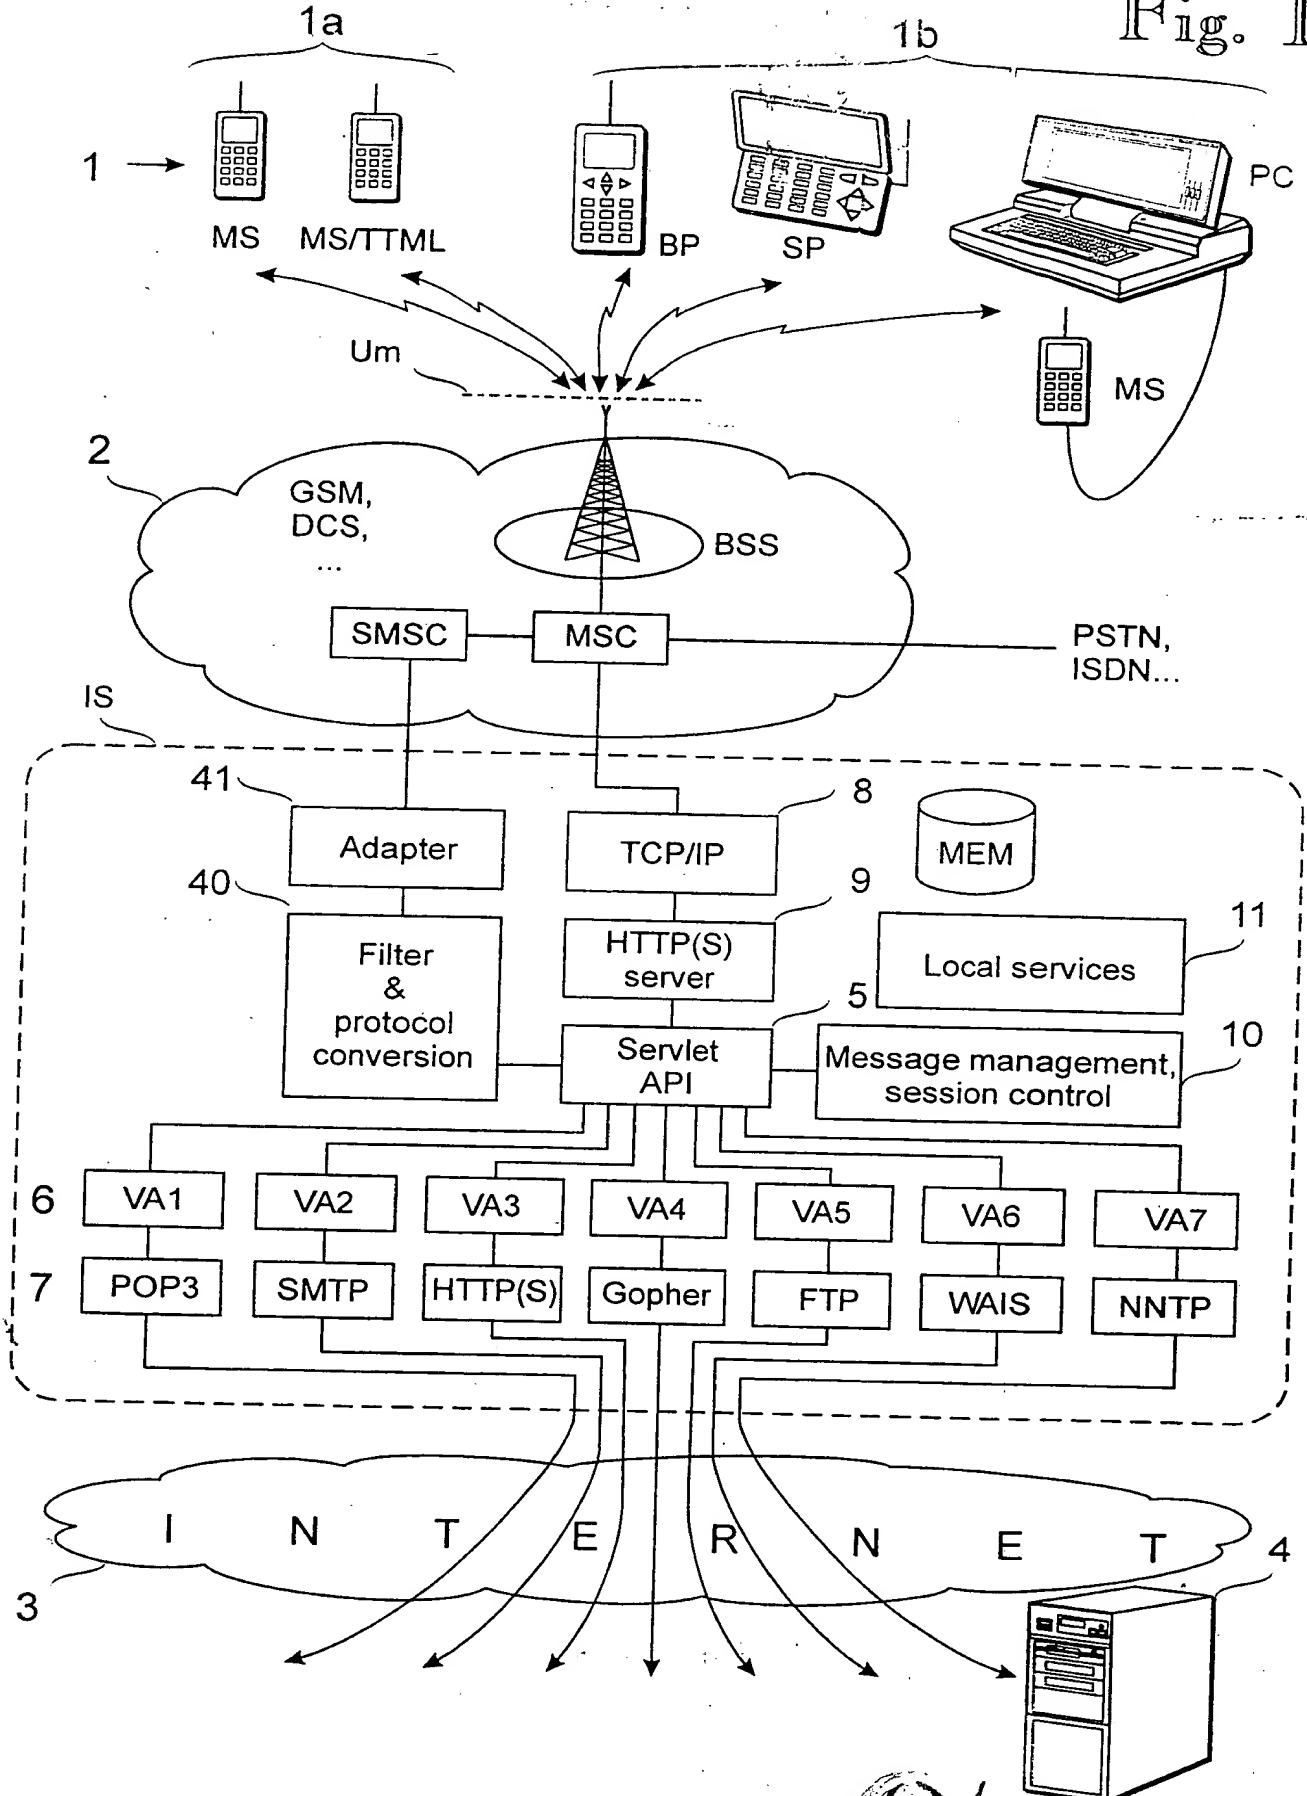 Fig. 1
1a
1b
1
MS
MS/TTML
BP
SP
PC
MS
Um
2
GSM,
DCS,
...
BSS
SMSC
MSC
PSTN,
ISDN...
IS
41
Adapter
8
TCP/IP
MEM
40
Filter
&
protocol
conversion
9
HTTP(S)
server
11
Local services
5
Servlet
API
10
Message management,
session control
6
VA1
VA2
VA3
VA4
VA5
VA6
VA7
7
POP3
SMTP
HTTP(S)
Gopher
FTP
WAIS
NNTP
I N T E R N E T
3
4